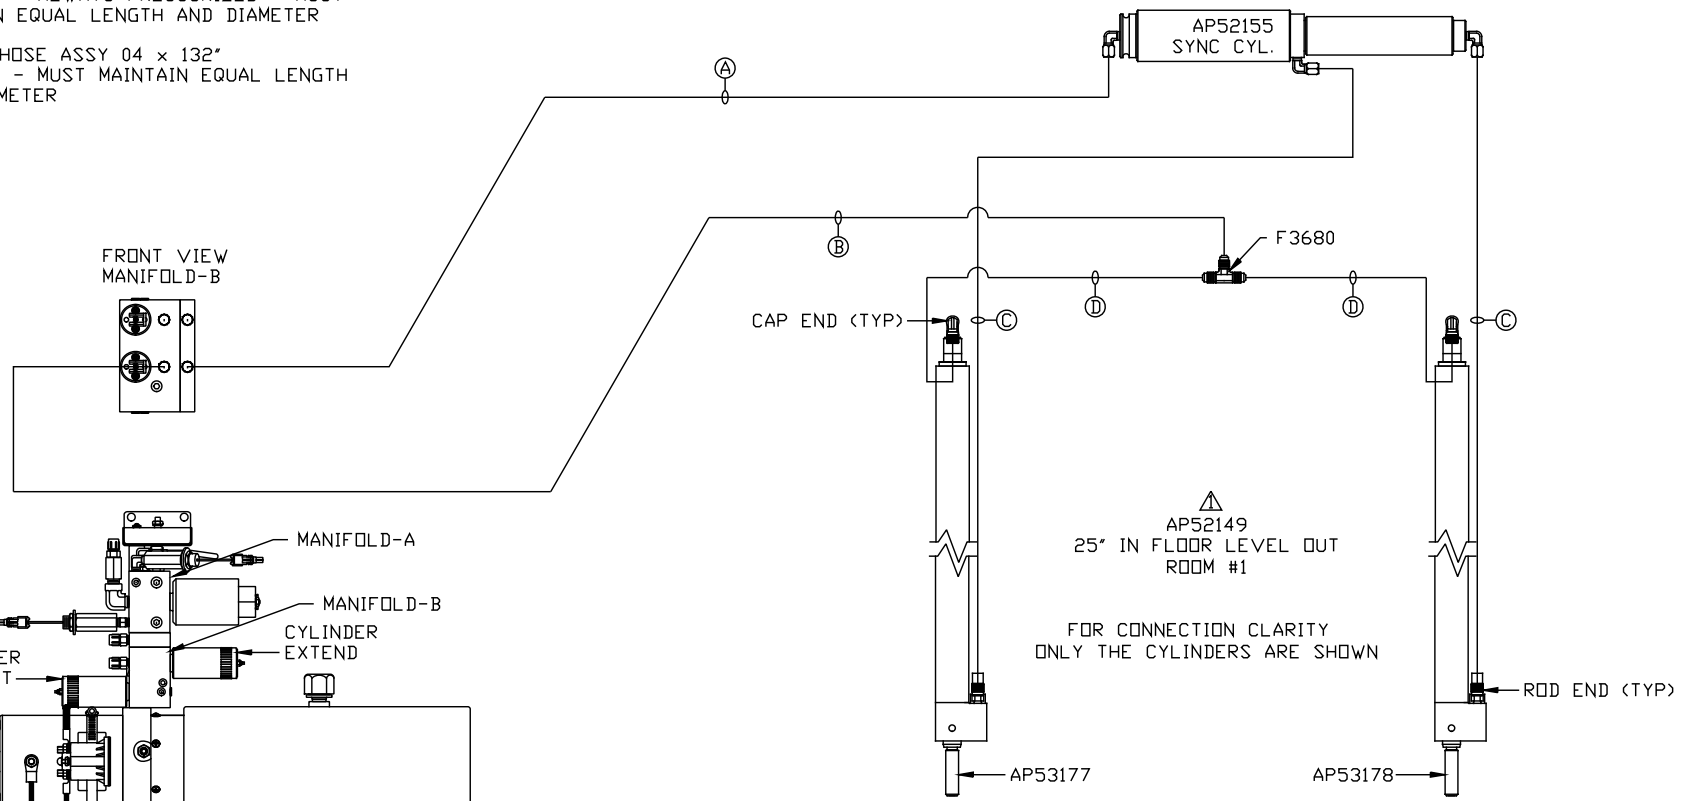 N EQUAL LENGTH AND DIAMETER
HOSE ASSY 04 x 132"
- MUST MAINTAIN EQUAL LENGTH
METER
AP52155
SYNC CYL.
A
B
FRONT VIEW
MANIFOLD-B
F3680
D
D
CAP END (TYP)
C
C
1
AP52149
25" IN FLOOR LEVEL OUT
ROOM #1
FOR CONNECTION CLARITY
ONLY THE CYLINDERS ARE SHOWN
MANIFOLD-A
MANIFOLD-B
CYLINDER
EXTEND
ER
T
ROD END (TYP)
AP53177
AP53178